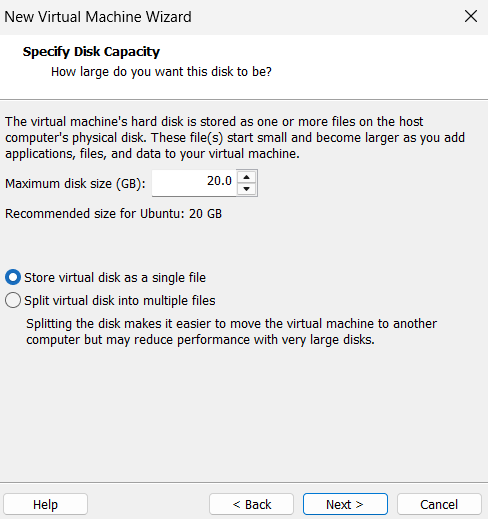 New Virtual Machine Wizard
Specify Disk Capacity
How large do you want this disk to be?
The virtual machine's hard disk is stored as one or more files on the host
computer's physical disk. These file(s) start small and become larger as you add
applications, files, and data to your virtual machine.
Maximum disk size (GB): 20.0
Recommended size for Ubuntu: 20 GB
Store virtual disk as a single file
Split virtual disk into multiple files
Splitting the disk makes it easier to move the virtual machine to another
computer but may reduce performance with very large disks.
Help < Back Next > Cancel